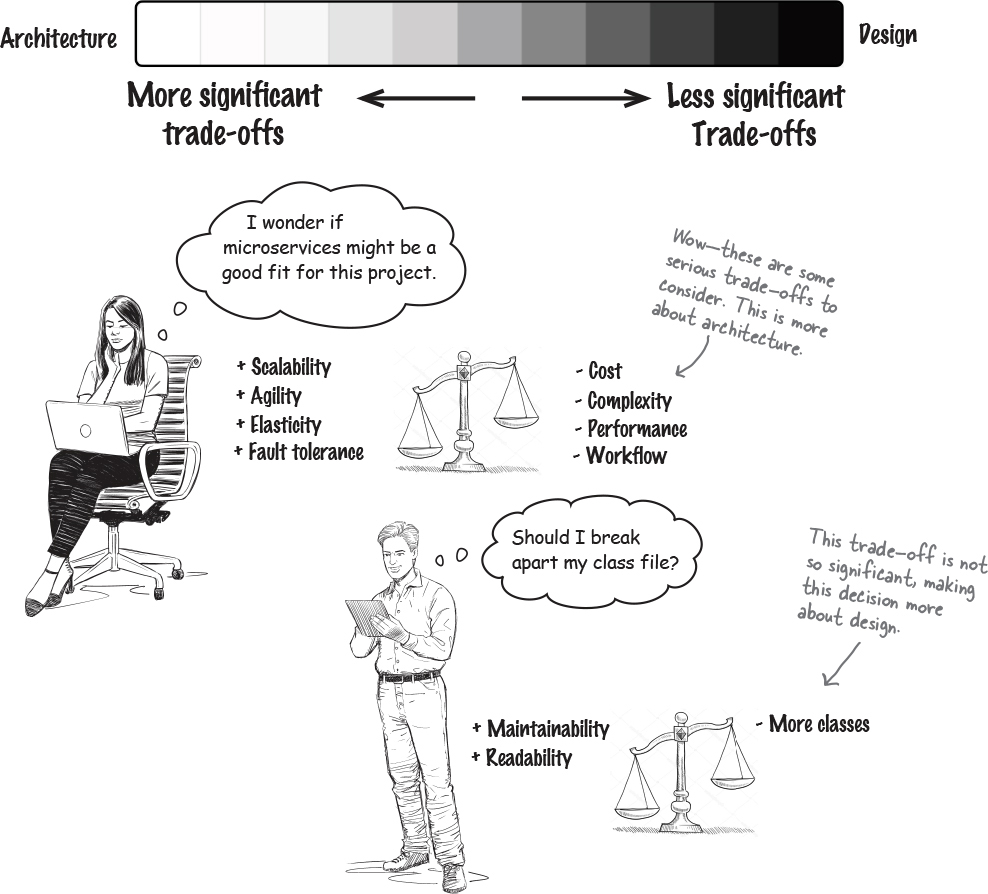 Architecture
Design
More significant
trade-offs
Less significant
Trade-offs
I wonder if
microservices might be a
good fit for this project.
Wow—these are some
serious trade-offs to
consider. This is more
about architecture.
+ Scalability
+ Agility
+ Elasticity
+ Fault tolerance
- Cost
- Complexity
- Performance
- Workflow
Should I break
apart my class file?
This trade-off is not
so significant, making
this decision more
about design.
+ Maintainability
+ Readability
- More classes